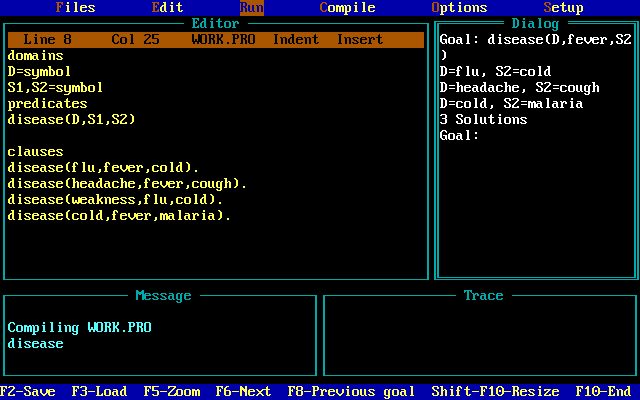 Files Edit Run Compile Options Setup
Editor
Line 8 Col 25 WORK.PRO Indent Insert
domains
D=symbol
S1,S2=symbol
predicates
disease(D,S1,S2)
clauses
disease(flu,fever,cold).
disease(headache,fever,cough).
disease(weakness,flu,cold).
disease(cold,fever,malaria).
Dialog
Goal: disease(D,fever,S2
)
D=flu, S2=cold
D=headache, S2=cough
D=cold, S2=malaria
3 Solutions
Goal:
Message
Compiling WORK.PRO
disease
Trace
F2-Save F3-Load F5-Zoom F6-Next F8-Previous goal Shift-F10-Resize F10-End